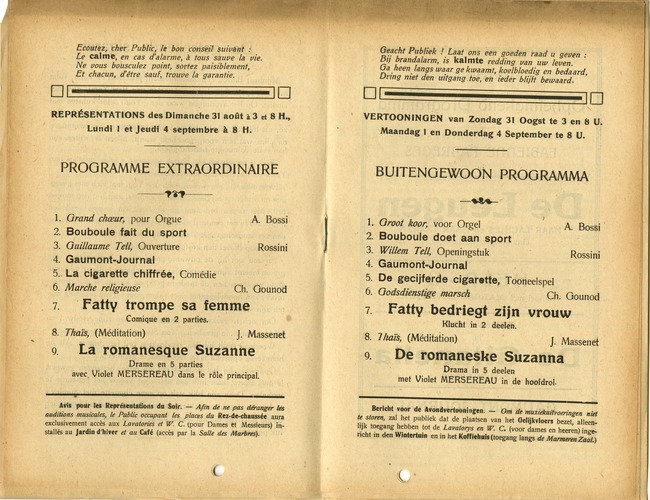 Ecoutez, cher Public, le bon conseil suivant :
Le calme, en cas d'alarme, à tous sauve la vie.
Ne vous bousculez point, sortez paisiblement,
Et chacun, d'être sauf, trouve la garantie.
REPRÉSENTATIONS des Dimanche 31 août à 3 et 8 H.,
Lundi 1 et Jeudi 4 septembre à 8 H.
PROGRAMME EXTRAORDINAIRE
1. Grand chœur, pour Orgue A. Bossi
2. Bouboule fait du sport
3. Guillaume Tell, Ouverture Rossini
4. Gaumont-Journal
5. La cigarette chiffrée, Comédie
6. Marche religieuse Ch. Gounod
7. Fatty trompe sa femme
Comique en 2 parties.
8. Thaïs, (Méditation) J. Massenet
9. La romanesque Suzanne
Drame en 5 parties
avec Violet MERSEREAU dans le rôle principal.
Avis pour les Représentations du Soir. — Afin de ne pas déranger les
auditions musicales, le Public occupant les places du Rez-de-chaussée aura
exclusivement accès aux Lavatories et W. C. (pour Dames et Messieurs) in-
stallés au Jardin d'hiver et au Café (accès par la Salle des Marbres).
Geacht Publiek ! Laat ons een goeden raad u geven :
Bij brandalarm, is kalmte redding van uw leven.
Ga heen langs waar ge kwaamt, koelbloedig en bedaard,
Dring niet den uitgang toe, en ieder blijft bewaard.
VERTOONINGEN van Zondag 31 Oogst te 3 en 8 U.
Maandag 1 en Donderdag 4 September te 8 U.
BUITENGEWOON PROGRAMMA
1. Groot koor, voor Orgel A. Bossi
2. Bouboule doet aan sport
3. Willem Tell, Openingstuk Rossini
4. Gaumont-Journal
5. De gecijferde cigarette, Tooneelspel
6. Godsdienstige marsch Ch. Gounod
7. Fatty bedriegt zijn vrouw
Klucht in 2 deelen.
8. Thaïs, (Méditation) J. Massenet
9. De romaneske Suzanna
Drama in 5 deelen
met Violet MERSEREAU in de hoofdrol.
Bericht voor de Avondvertooningen. — Om de muziekuitvoeringen niet
te storen, zal het publiek dat de plaatsen van het Gelijkvloers bezet, alleen-
lijk toegang hebben tot de Lavatorys en W. C. (voor dames en heeren) inge-
richt in den Wintertuin en in het Koffiehuis (toegang langs de Marmeren Zaal.)